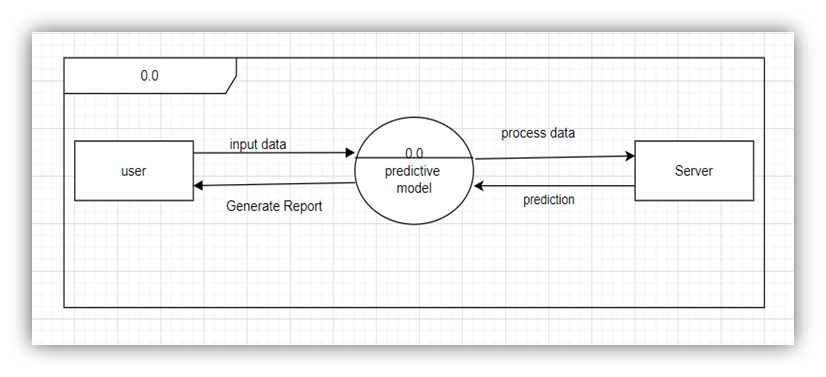 0.0
user
input data
Generate Report
0.0
predictive
model
process data
prediction
Server